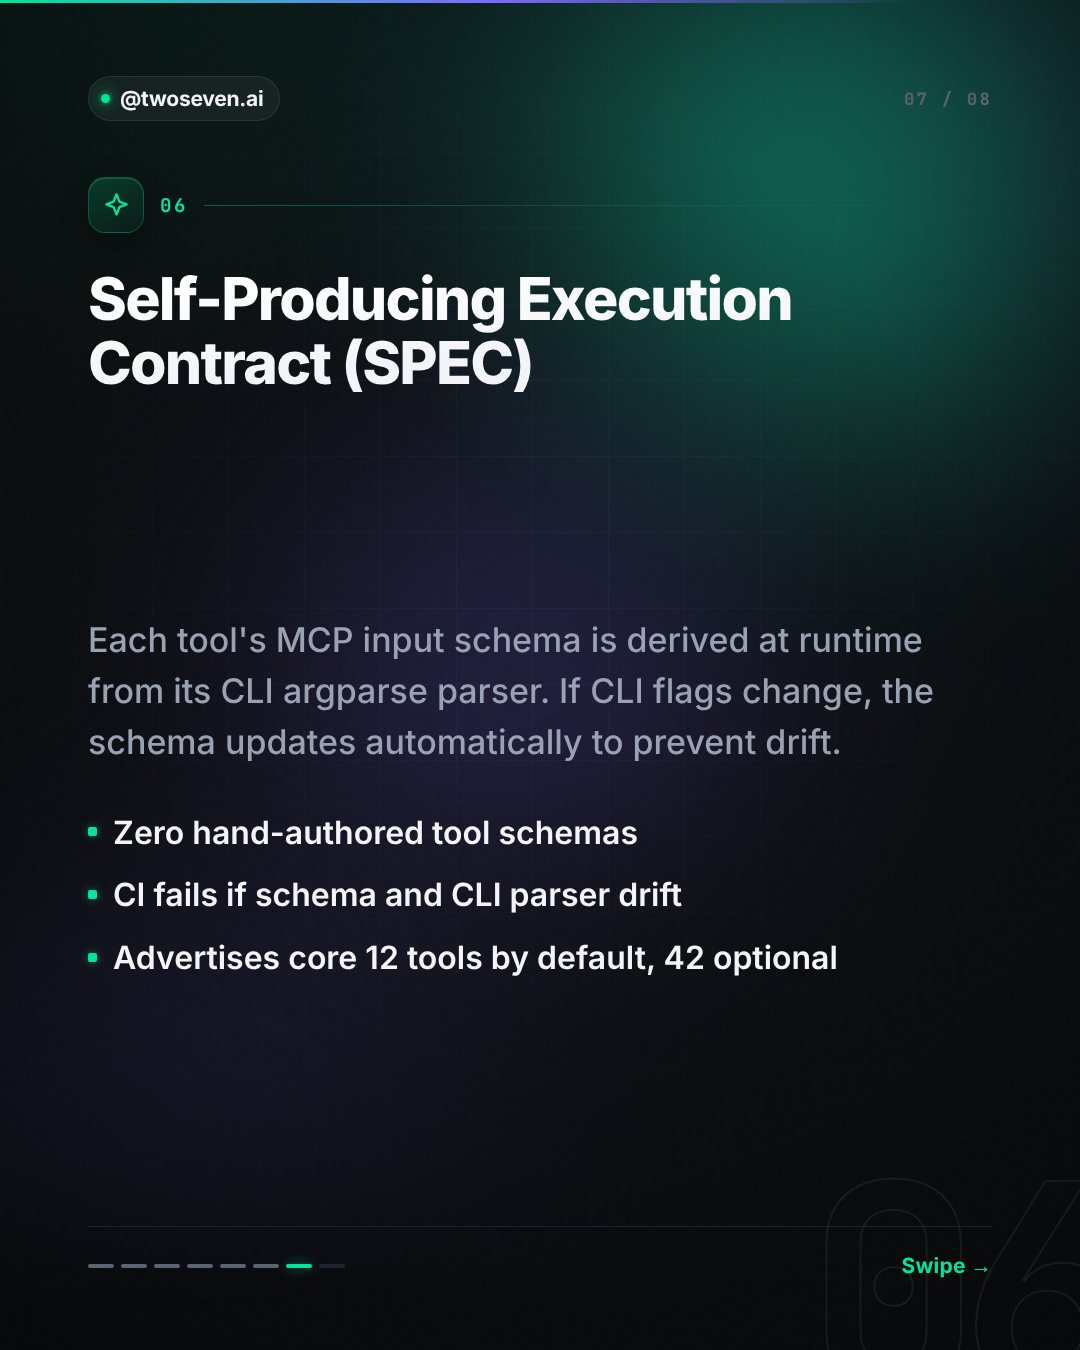 @twoseven.ai
07 / 08
06
Self-Producing Execution
Contract (SPEC)
Each tool's MCP input schema is derived at runtime
from its CLI argparse parser. If CLI flags change, the
schema updates automatically to prevent drift.
Zero hand-authored tool schemas
CI fails if schema and CLI parser drift
Advertises core 12 tools by default, 42 optional
Swipe →
06